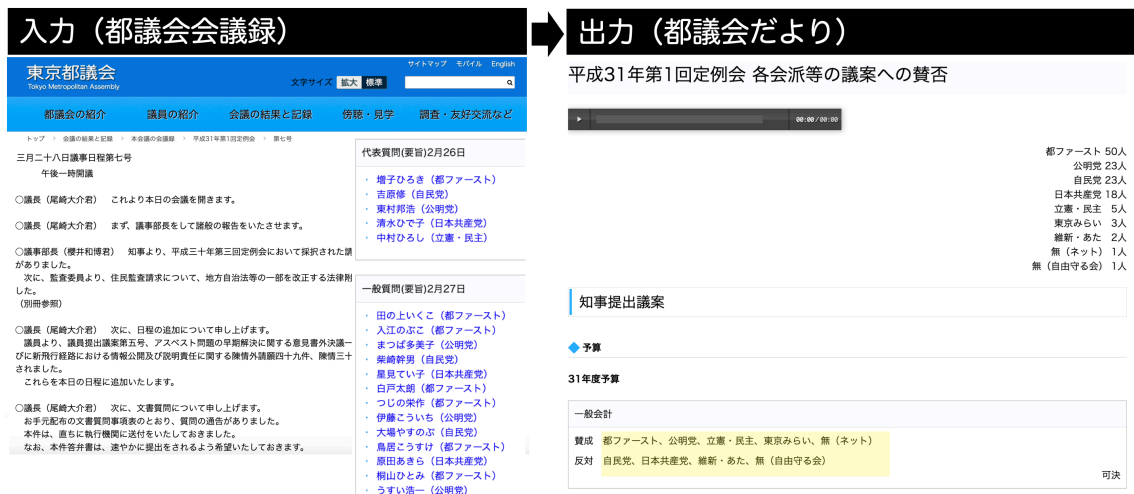 入力（都議会会議録）
東京都議会
Tokyo Metropolitan Assembly
サイトマップ モバイル English
文字サイズ 拡大 標準
都議会の紹介 議員の紹介 会議の結果と記録 傍聴・見学 調査・友好交流など
トップ > 会議の結果と記録 > 本会議の会議録 > 平成31年第1回定例会 > 第七号
三月二十八日議事日程第七号
午後一時開議
○議長（尾崎大介君） これより本日の会議を開きます。
○議長（尾崎大介君） まず、議事部長をして諸般の報告をいたさせます。
○議事部長（櫻井和博君） 知事より、平成三十年第三回定例会において採択された請
がありました。
次に、監査委員より、住民監査請求について、地方自治法等の一部を改正する法律附
した。
（別冊参照）
○議長（尾崎大介君） 次に、日程の追加について申し上げます。
議員より、議員提出議案第五号、アスベスト問題の早期解決に関する意見書外決議一
びに新飛行経路における情報公開及び説明責任に関する陳情外請願四十九件、陳情三十
されました。
これらを本日の日程に追加いたします。
○議長（尾崎大介君） 次に、文書質問について申し上げます。
お手元配布の文書質問事項表のとおり、質問の通告がありました。
本件は、直ちに執行機関に送付をいたしておきました。
なお、本件答弁書は、速やかに提出をされるよう希望いたしておきます。
代表質問(要旨)2月26日
・ 増子ひろき（都ファースト）
・ 吉原修（自民党）
・ 東村邦浩（公明党）
・ 清水ひで子（日本共産党）
・ 中村ひろし（立憲・民主）
一般質問(要旨)2月27日
・ 田の上いくこ（都ファースト）
・ 入江のぶこ（都ファースト）
・ まつば多美子（公明党）
・ 柴崎幹男（自民党）
・ 星見てい子（日本共産党）
・ 白戸太朗（都ファースト）
・ つじの栄作（都ファースト）
・ 伊藤こういち（公明党）
・ 大場やすのぶ（自民党）
・ 鳥居こうすけ（都ファースト）
・ 原田あきら（日本共産党）
・ 桐山ひとみ（都ファースト）
・ うすい浩一（公明党）
出力（都議会だより）
平成31年第1回定例会 各会派等の議案への賛否
00:00/00:00
都ファースト 50人
公明党 23人
自民党 23人
日本共産党 18人
立憲・民主 5人
東京みらい 3人
維新・あた 2人
無（ネット） 1人
無（自由守る会） 1人
知事提出議案
予算
31年度予算
一般会計
賛成 都ファースト、公明党、立憲・民主、東京みらい、無（ネット）
反対 自民党、日本共産党、維新・あた、無（自由守る会）
可決